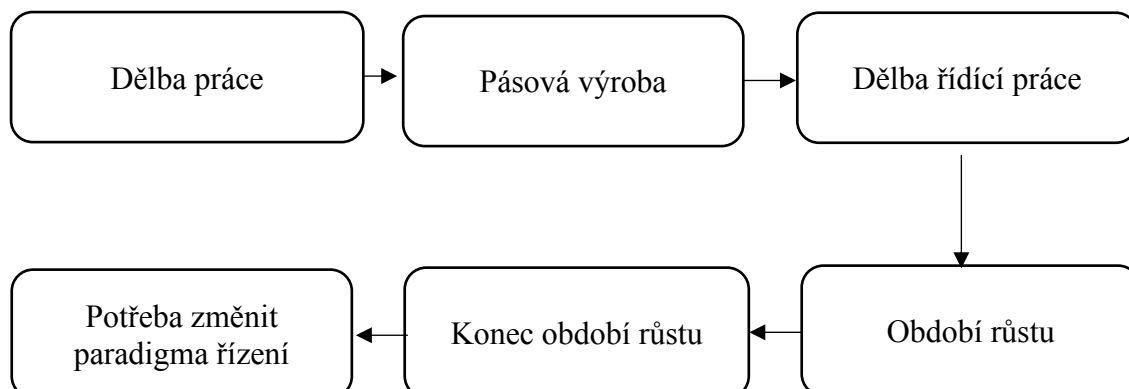 Dělba práce
Pásová výroba
Dělba řídící práce
Potřeba změnit
paradigma řízení
Konec období růstu
Období růstu